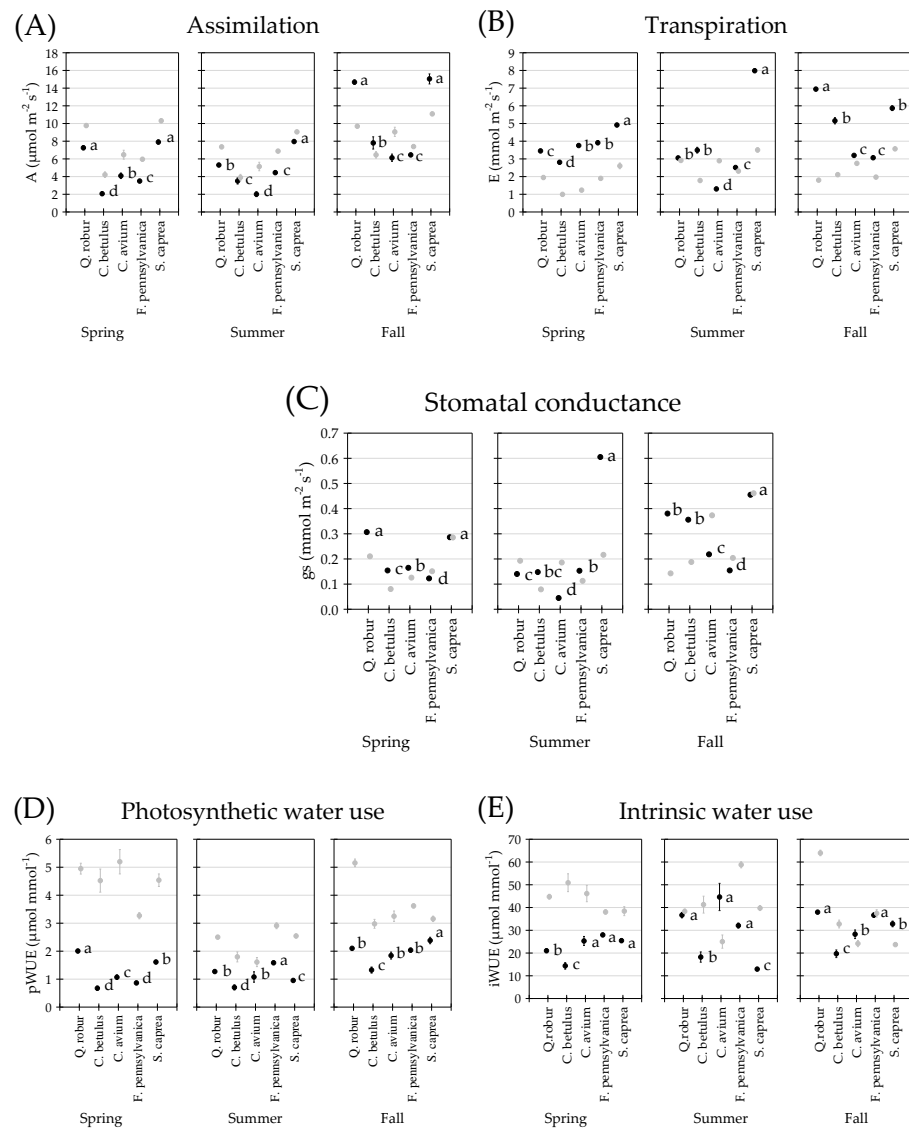 (A) Assimilation
A (µmol m⁻² s⁻¹)
18
16
14
12
10
8
6
4
2
0
a d b c a
b c d c a
a b c c a
Q. robur C. betulus C. avium F. pennsylvanica S. caprea
Q. robur C. betulus C. avium F. pennsylvanica S. caprea
Q. robur C. betulus C. avium F. pennsylvanica S. caprea
Spring Summer Fall
(B) Transpiration
E (mmol m⁻² s⁻¹)
9
8
7
6
5
4
3
2
1
0
c d b b a
b b d c a
a b c c b
Q. robur C. betulus C. avium F. pennsylvanica S. caprea
Q. robur C. betulus C. avium F. pennsylvanica S. caprea
Q. robur C. betulus C. avium F. pennsylvanica S. caprea
Spring Summer Fall
(C) Stomatal conductance
gs (mmol m⁻² s⁻¹)
0.7
0.6
0.5
0.4
0.3
0.2
0.1
0.0
a c b d a
c bc d b a
b b c d a
Q. robur C. betulus C. avium F. pennsylvanica S. caprea
Q. robur C. betulus C. avium F. pennsylvanica S. caprea
Q. robur C. betulus C. avium F. pennsylvanica S. caprea
Spring Summer Fall
(D) Photosynthetic water use
pWUE (µmol mmol⁻¹)
6
5
4
3
2
1
0
a d c d b
b d c a c
b c b b a
Q. robur C. betulus C. avium F. pennsylvanica S. caprea
Q. robur C. betulus C. avium F. pennsylvanica S. caprea
Q. robur C. betulus C. avium F. pennsylvanica S. caprea
Spring Summer Fall
(E) Intrinsic water use
iWUE (µmol mmol⁻¹)
70
60
50
40
30
20
10
0
b c a a a
a b a a c
a c b a b
Q.robur C. betulus C. avium F. pennsylvanica S. caprea
Q. robur C. betulus C. avium F. pennsylvanica S. caprea
Q.robur C. betulus C. avium F. pennsylvanica S. caprea
Spring Summer Fall